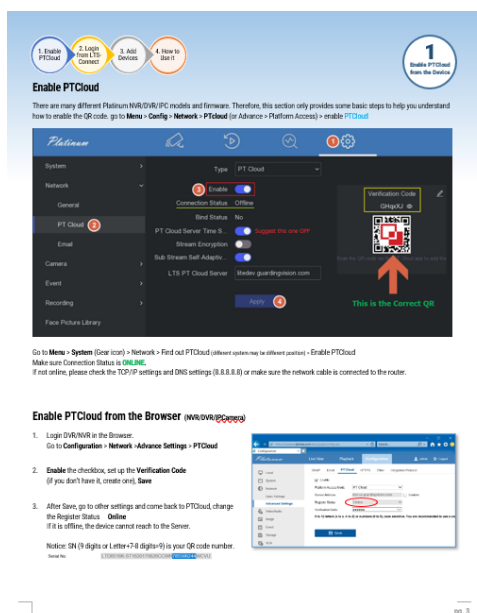 1. Enable
PTCloud
2. Login
from LTS
Connect
3. Add
Devices
4. How to
Use it
1
Enable PTCloud
from the Device
Enable PTCloud
There are many different Platinum NVR/DVR/IPC models and firmware. Therefore, this section only provides some basic steps to help you understand
how to enable the QR code. go to Menu > Config > Network > PTcloud (or Advance > Platform Access) > enable PTCloud
Platinum
1
System
Network
General
PT Cloud 2
Email
Camera
Event
Recording
Face Picture Library
Type PT Cloud
3 Enable
Connection Status Offline
Bind Status No
PT Cloud Server Time S... Suggest this one OFF
Stream Encryption
Sub Stream Self-Adaptiv...
LTS PT Cloud Server litedev.guardingvision.com
Apply 4
Verification Code
GHqxXJ
This is the Correct QR
Go to Menu > System (Gear icon) > Network > Find out PTCloud (different system may be different position) > Enable PTCloud
Make sure Connection Status is ONLINE.
If not online, please check the TCP/IP settings and DNS settings (8.8.8.8) or make sure the network cable is connected to the router.
Enable PTCloud from the Browser (NVR/DVR/IPCamera)
1. Login DVR/NVR in the Browser.
Go to Configuration > Network >Advance Settings > PTCloud
2. Enable the checkbox, set up the Verification Code
(if you don't have it, create one), Save
3. After Save, go to other settings and come back to PTCloud, change
the Register Status Online
If it is offline, the device cannot reach to the Server.
Notice: SN (9 digits or Letter+7-8 digits=9) is your QR code number.
Serial No.
pg. 3